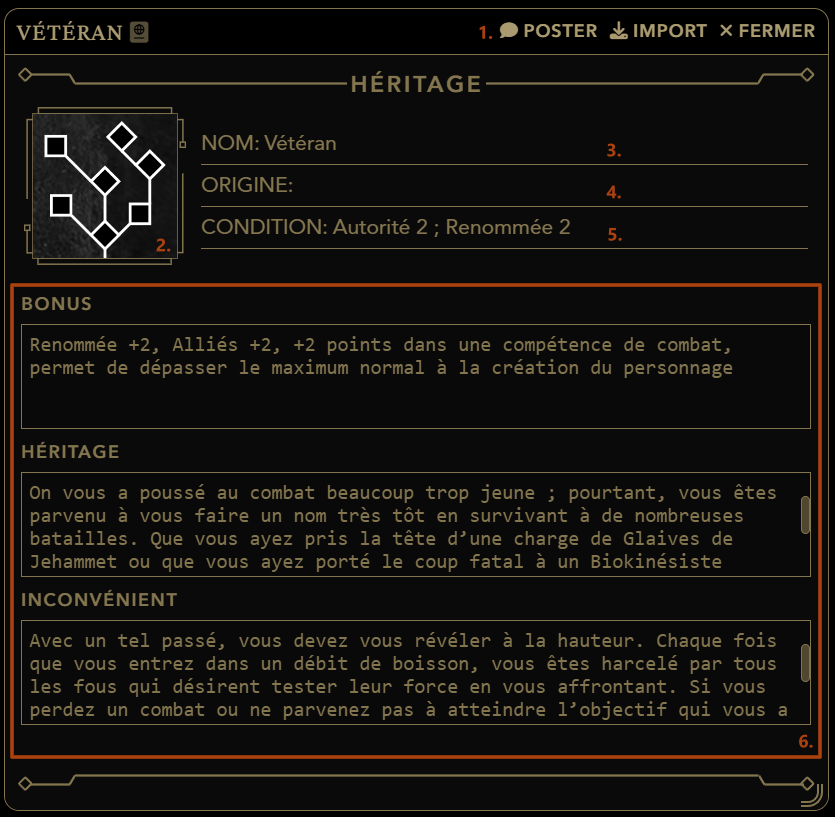 VÉTÉRAN
1. POSTER IMPORT × FERMER
HÉRITAGE
2.
NOM: Vétéran 3.
ORIGINE: 4.
CONDITION: Autorité 2 ; Renommée 2 5.
BONUS
Renommée +2, Alliés +2, +2 points dans une compétence de combat,
permet de dépasser le maximum normal à la création du personnage
HÉRITAGE
On vous a poussé au combat beaucoup trop jeune ; pourtant, vous êtes
parvenu à vous faire un nom très tôt en survivant à de nombreuses
batailles. Que vous ayez pris la tête d’une charge de Glaives de
Jehammet ou que vous ayez porté le coup fatal à un Biokinésiste
INCONVÉNIENT
Avec un tel passé, vous devez vous révéler à la hauteur. Chaque fois
que vous entrez dans un débit de boisson, vous êtes harcelé par tous
les fous qui désirent tester leur force en vous affrontant. Si vous
perdez un combat ou ne parvenez pas à atteindre l’objectif qui vous a
6.